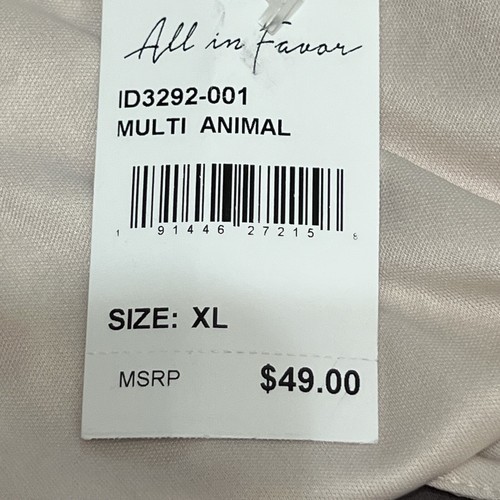 All in Favor
ID3292-001
MULTI ANIMAL
1 91446 27215 8
SIZE: XL
MSRP $49.00